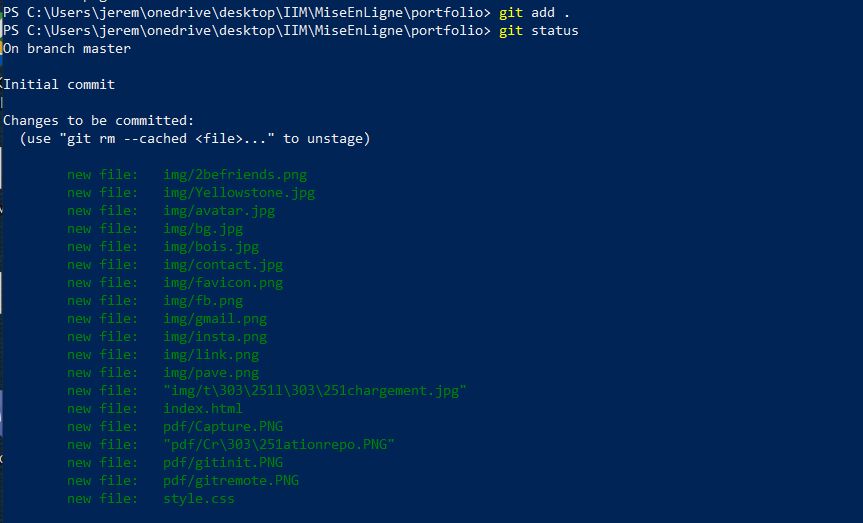 PS C:\Users\jerem\onedrive\desktop\IIM\MiseEnLigne\portfolio> git add .
PS C:\Users\jerem\onedrive\desktop\IIM\MiseEnLigne\portfolio> git status
On branch master
Initial commit
Changes to be committed:
  (use "git rm --cached <file>..." to unstage)
        new file:   img/2befriends.png
        new file:   img/Yellowstone.jpg
        new file:   img/avatar.jpg
        new file:   img/bg.jpg
        new file:   img/bois.jpg
        new file:   img/contact.jpg
        new file:   img/favicon.png
        new file:   img/fb.png
        new file:   img/gmail.png
        new file:   img/insta.png
        new file:   img/link.png
        new file:   img/pave.png
        new file:   "img/t\303\251l\303\251chargement.jpg"
        new file:   index.html
        new file:   pdf/Capture.PNG
        new file:   "pdf/Cr\303\251ationrepo.PNG"
        new file:   pdf/gitinit.PNG
        new file:   pdf/gitremote.PNG
        new file:   style.css